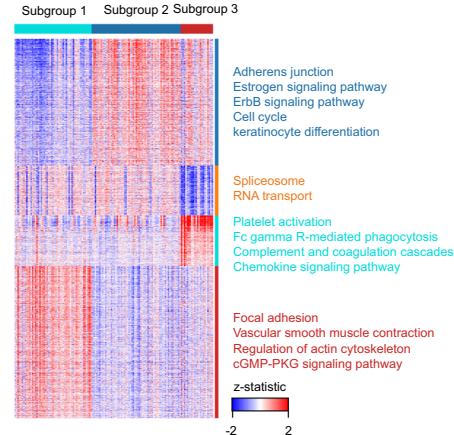 Subgroup 1 Subgroup 2 Subgroup 3
Adherens junction
Estrogen signaling pathway
ErbB signaling pathway
Cell cycle
keratinocyte differentiation
Spliceosome
RNA transport
Platelet activation
Fc gamma R-mediated phagocytosis
Complement and coagulation cascades
Chemokine signaling pathway
Focal adhesion
Vascular smooth muscle contraction
Regulation of actin cytoskeleton
cGMP-PKG signaling pathway
z-statistic
-2 2